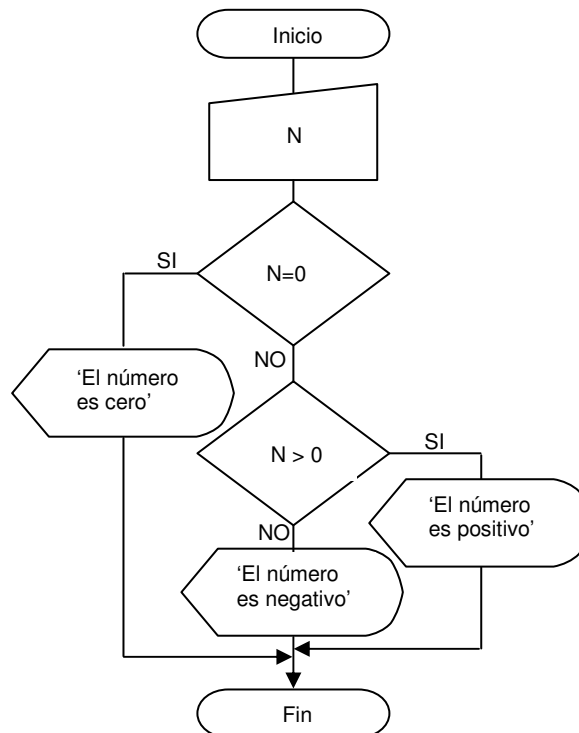 Inicio
N
SI
N=0
NO
‘El número
es cero’
N > 0
SI
‘El número
es positivo’
NO
‘El número
es negativo’
Fin